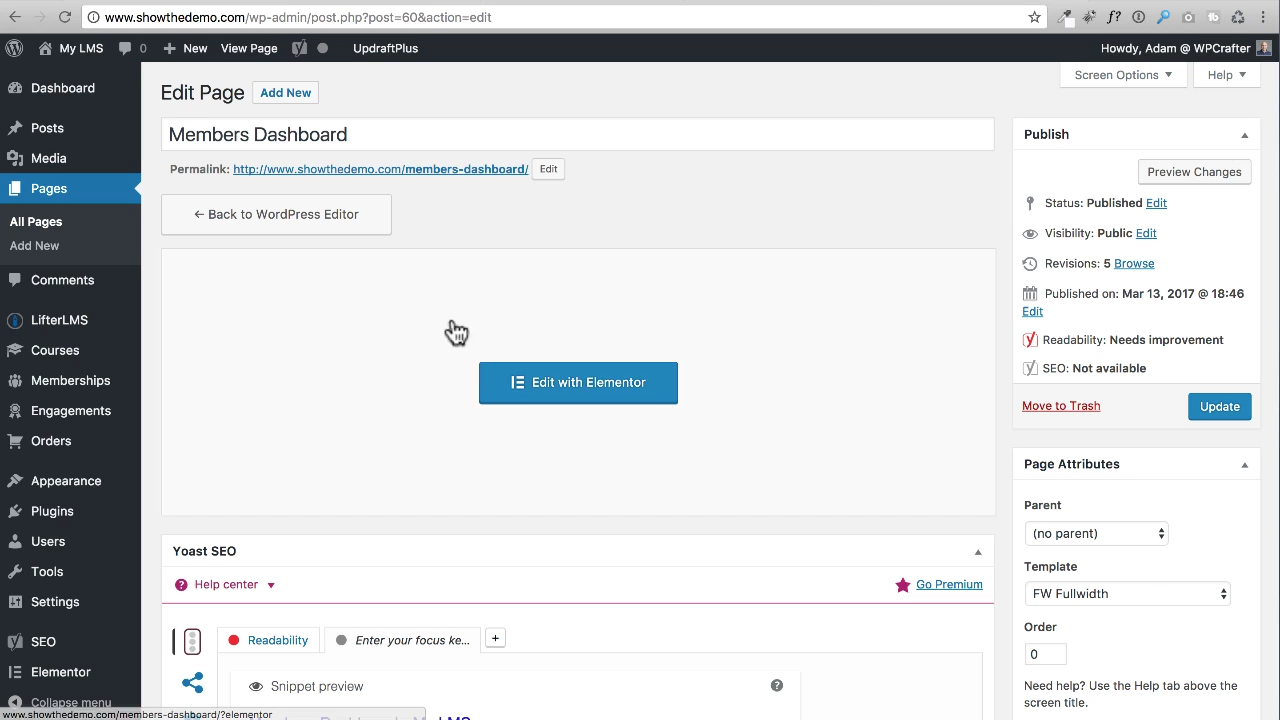 www.showthedemo.com/wp-admin/post.php?post=60&action=edit
My LMS 0 New View Page UpdraftPlus Howdy, Adam @ WPCrafter
Screen Options Help
Dashboard
Posts
Media
Pages
All Pages
Add New
Comments
LifterLMS
Courses
Memberships
Engagements
Orders
Appearance
Plugins
Users
Tools
Settings
SEO
Elementor
Collapse menu
Edit Page Add New
Members Dashboard
Permalink: http://www.showthedemo.com/members-dashboard/ Edit
← Back to WordPress Editor
Edit with Elementor
Yoast SEO
Help center Go Premium
Readability Enter your focus ke... +
Snippet preview
Publish
Preview Changes
Status: Published Edit
Visibility: Public Edit
Revisions: 5 Browse
Published on: Mar 13, 2017 @ 18:46
Edit
Readability: Needs improvement
SEO: Not available
Move to Trash Update
Page Attributes
Parent
(no parent)
Template
FW Fullwidth
Order
0
Need help? Use the Help tab above the
screen title.
www.showthedemo.com/members-dashboard/?elementor